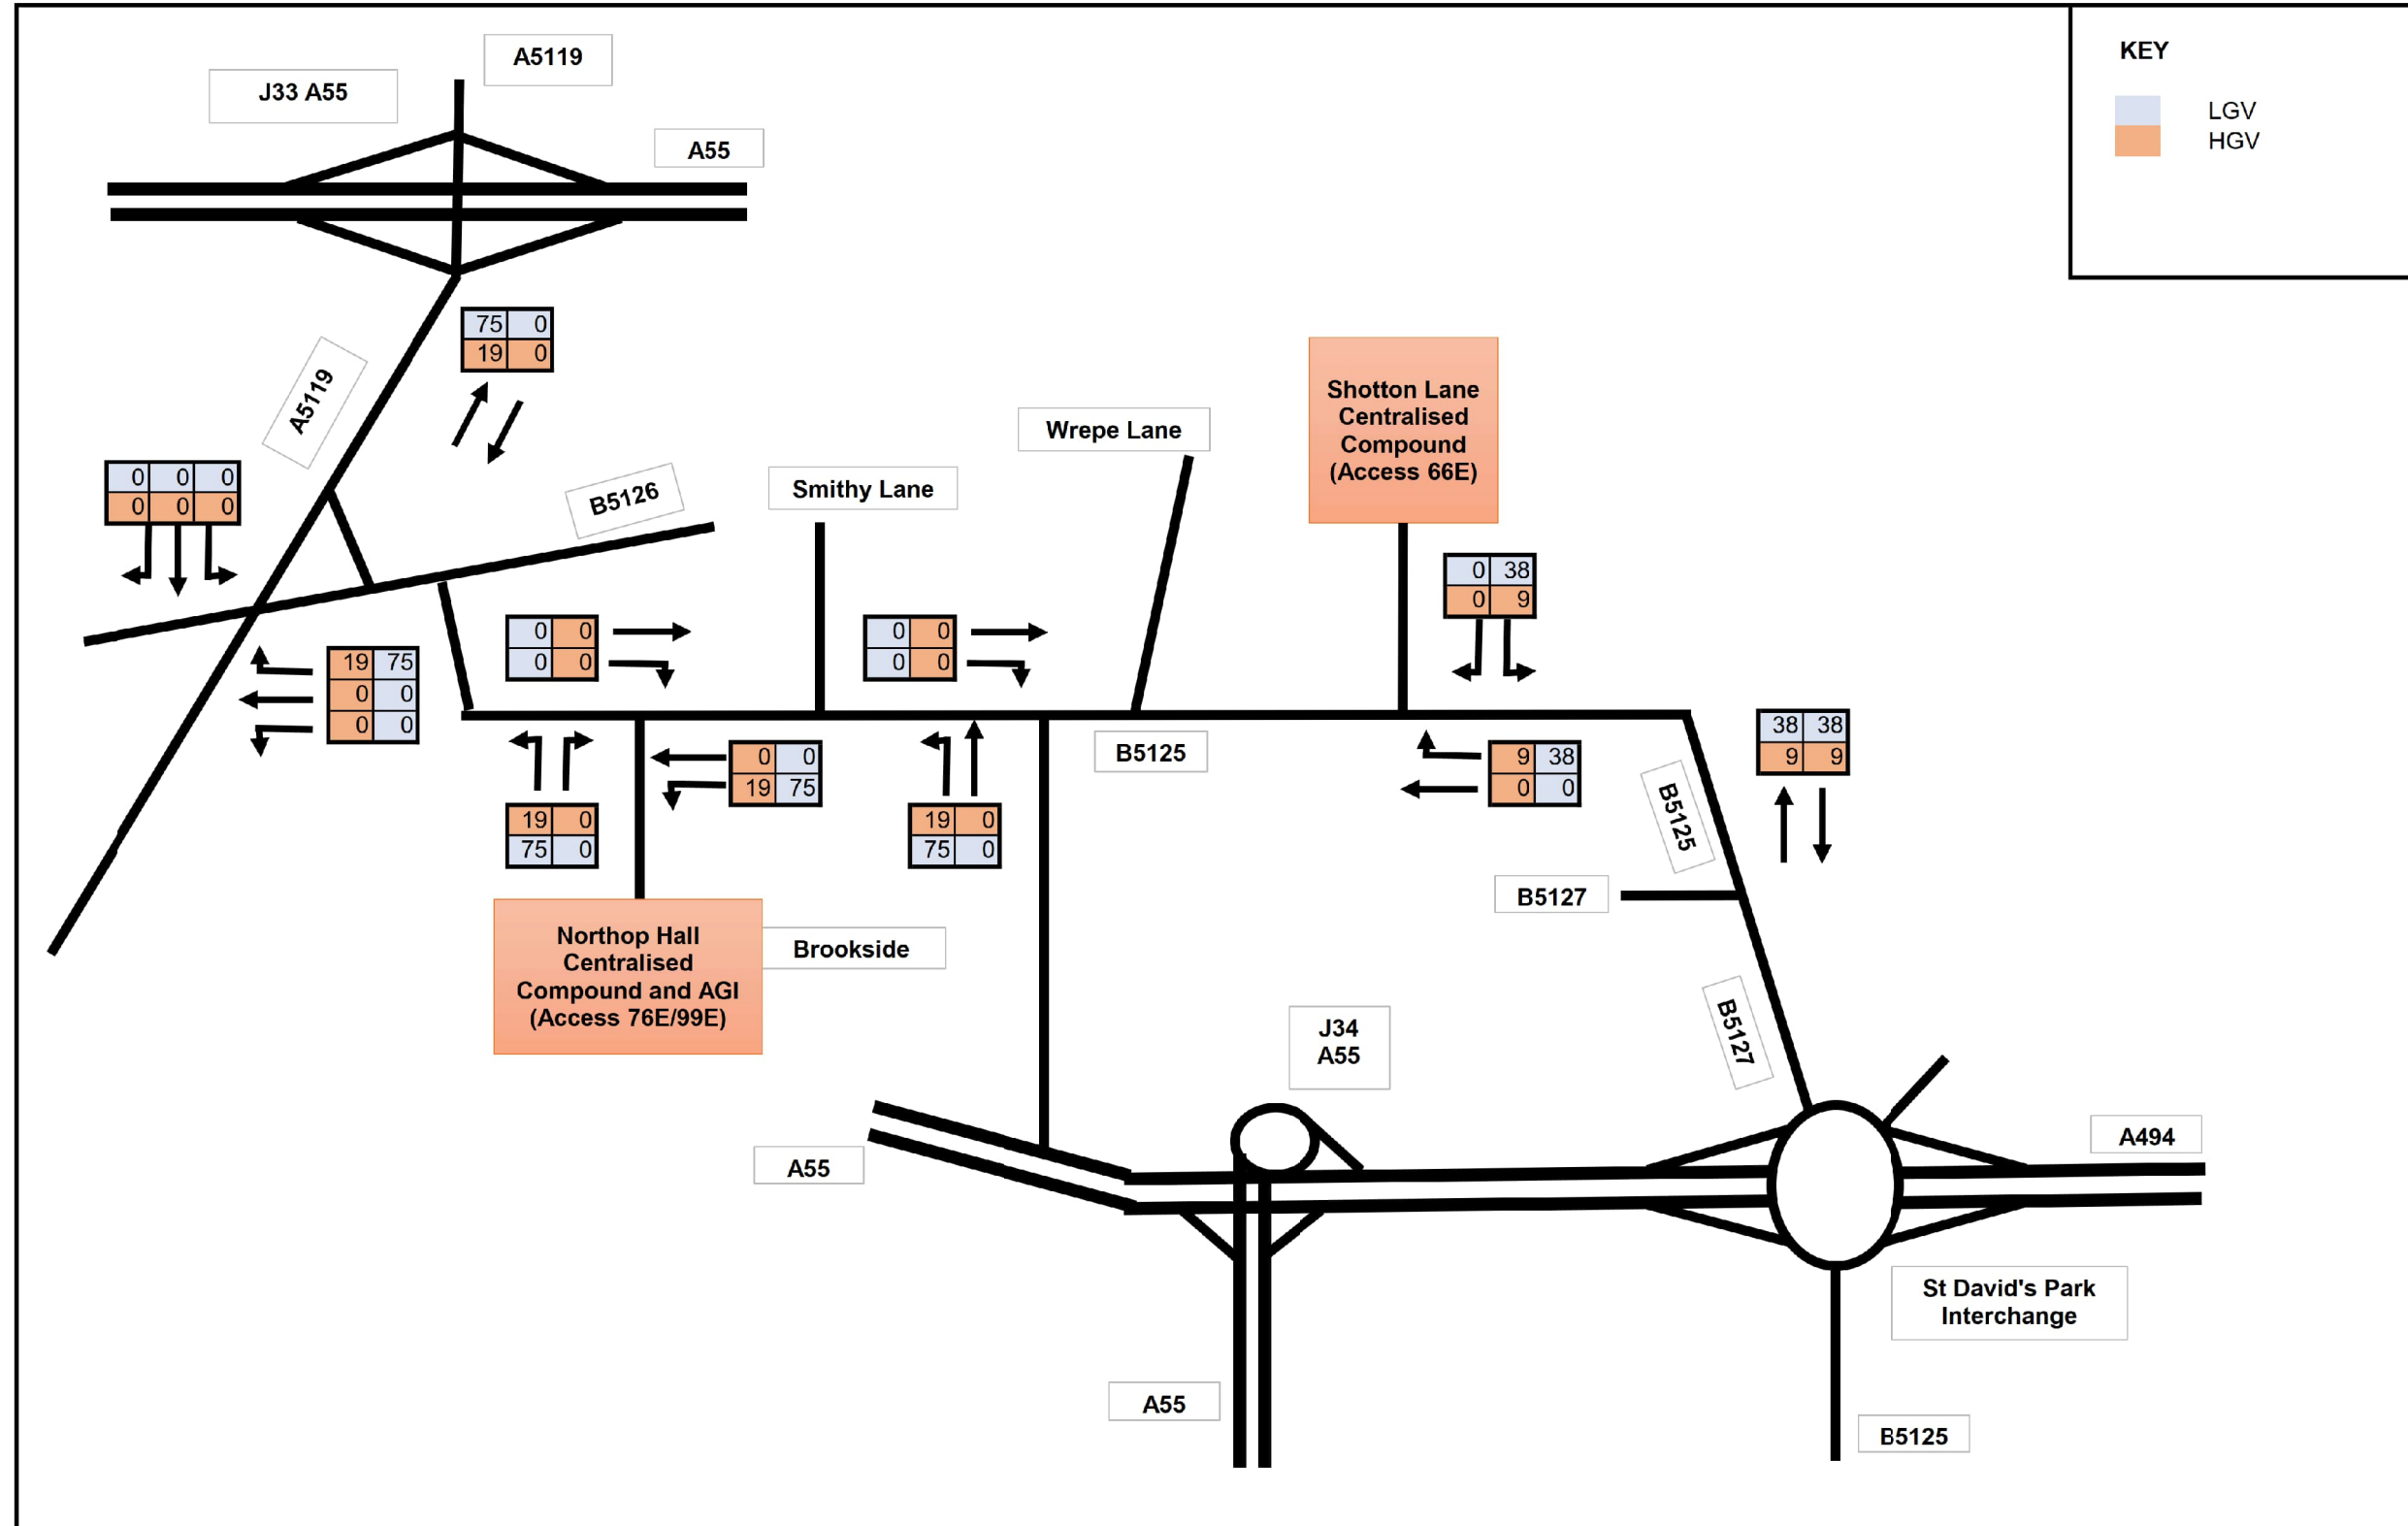 A5119
J33 A55
A55
KEY
LGV
HGV
75 0
19 0
A5119
Shotton Lane
Centralised
Compound
(Access 66E)
Wrepe Lane
0 0 0
0 0 0
B5126
Smithy Lane
0 38
0 9
0 0
0 0
0 0
0 0
19 75
0 0
0 0
38 38
9 9
B5125
0 0
19 75
9 38
0 0
19 0
75 0
19 0
75 0
B5125
B5127
Northop Hall
Centralised
Compound and AGI
(Access 76E/99E)
Brookside
B5127
J34
A55
A494
A55
St David's Park
Interchange
A55
B5125